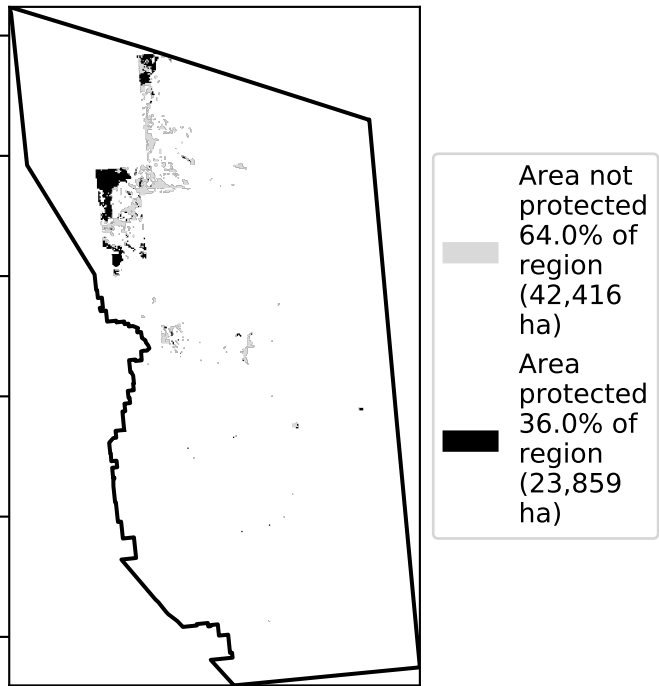 Area not
protected
64.0% of
region
(42,416
ha)
Area
protected
36.0% of
region
(23,859
ha)